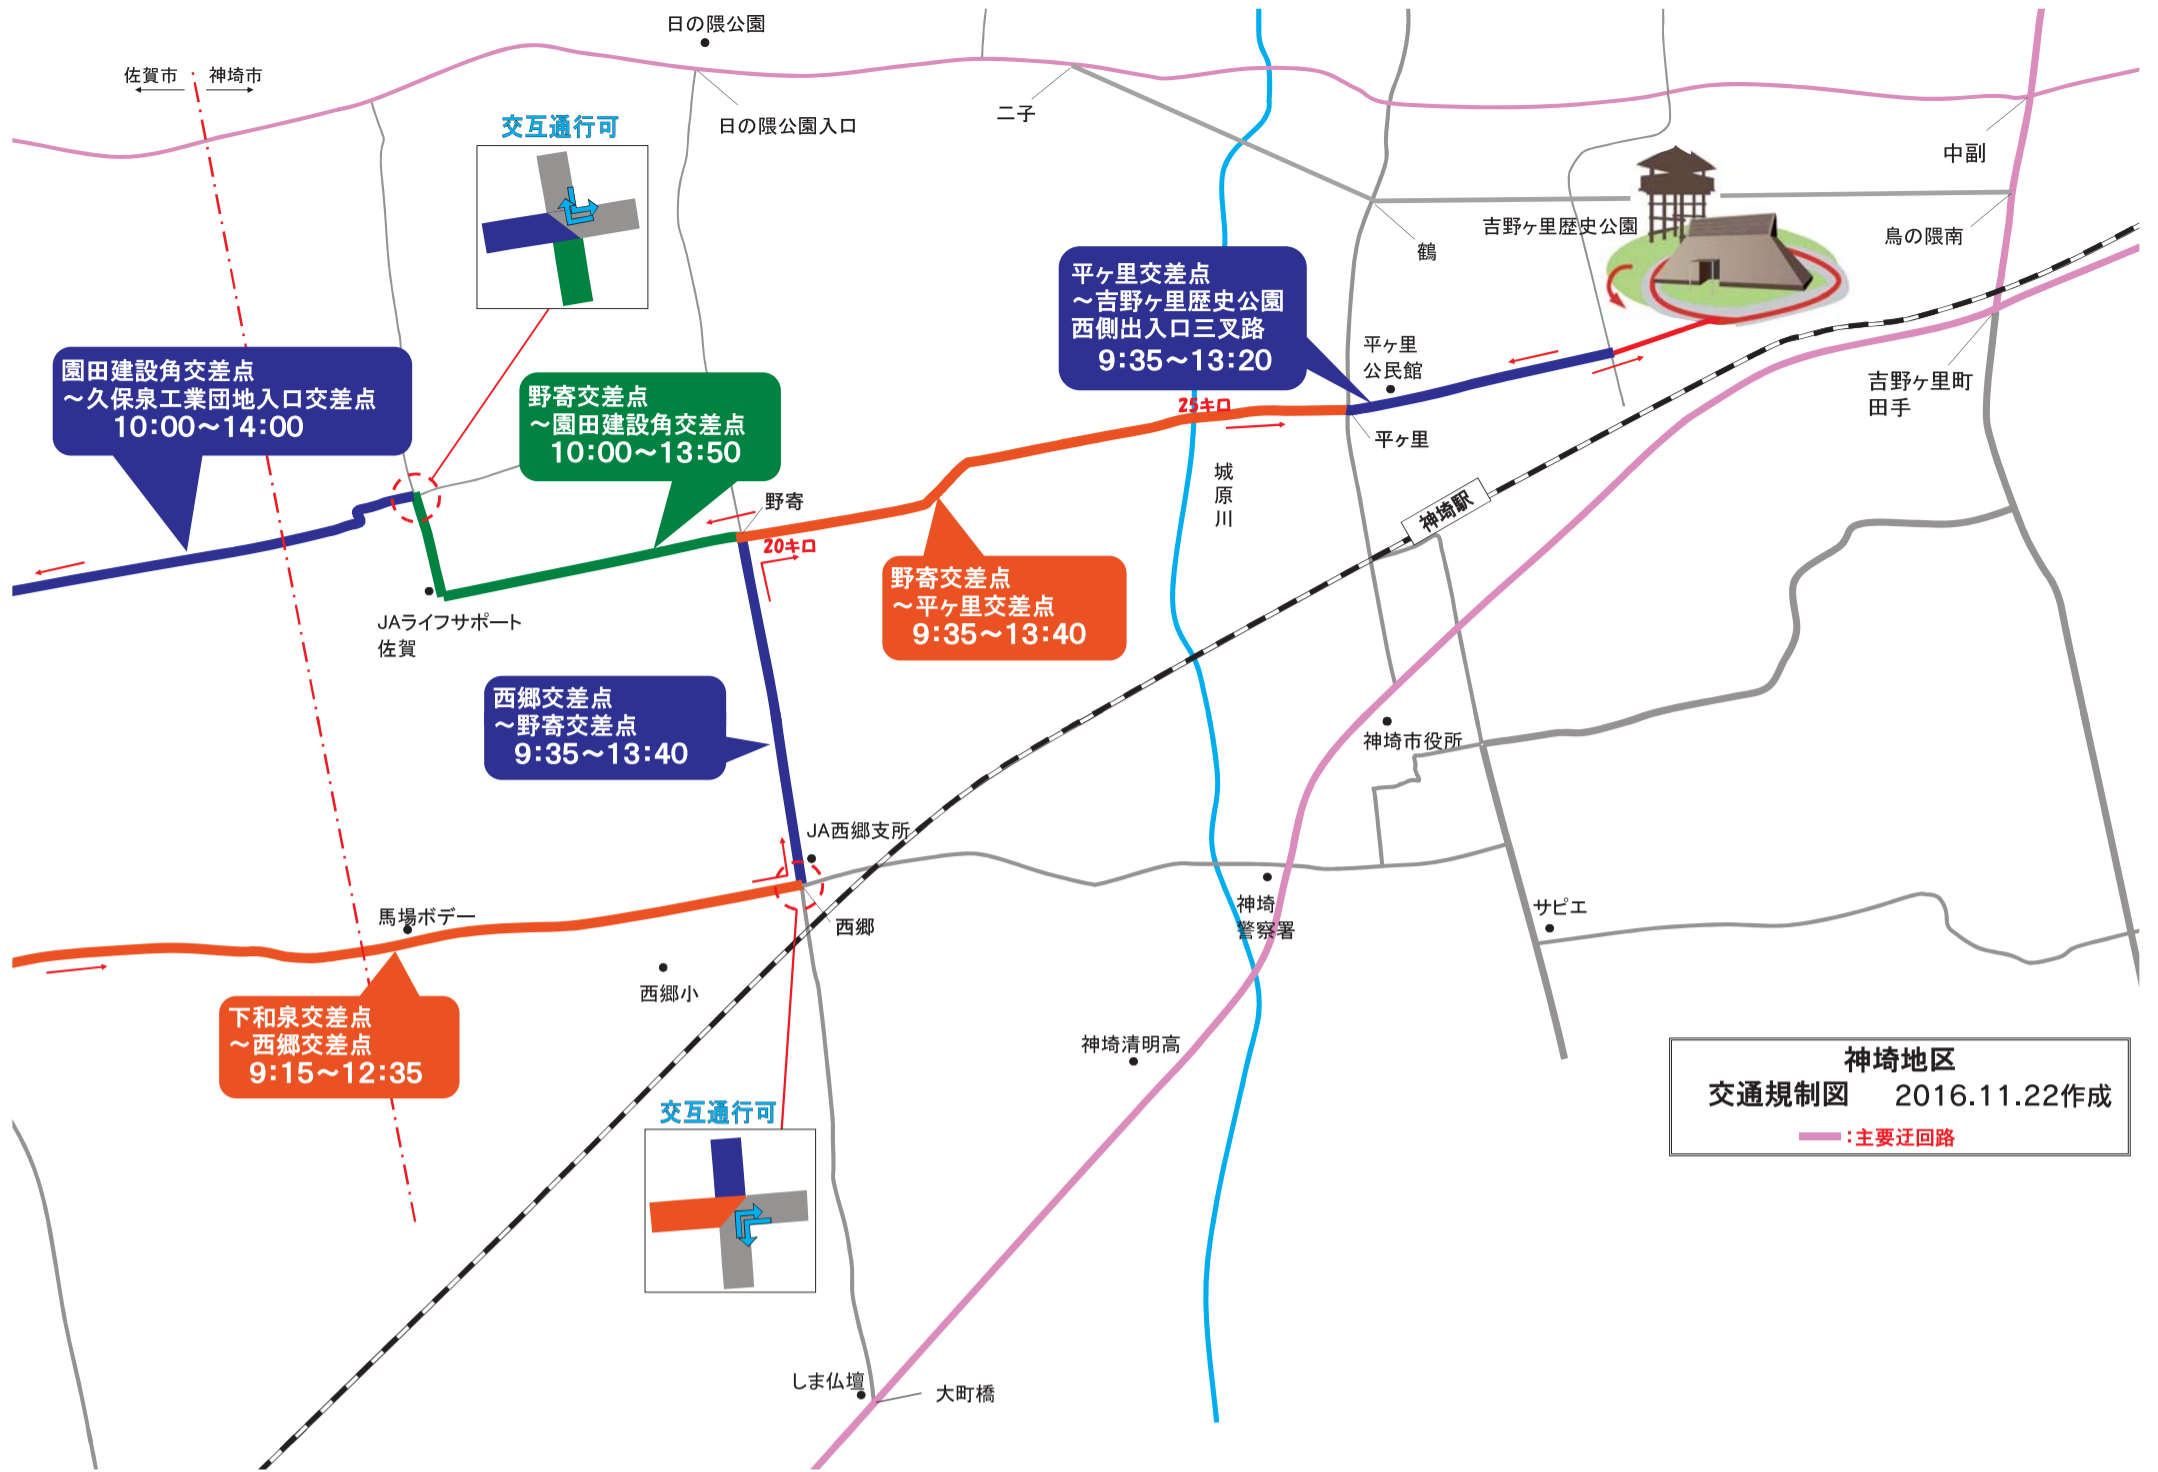 日の隈公園
佐賀市
神埼市
交互通行可
日の隈公園入口
二子
中副
吉野ヶ里歴史公園
鶴
鳥の隈南
平ヶ里交差点
～吉野ヶ里歴史公園
西側出入口三叉路
9:35～13:20
平ヶ里
公民館
園田建設角交差点
～久保泉工業団地入口交差点
10:00～14:00
野寄交差点
～園田建設角交差点
10:00～13:50
吉野ヶ里町
田手
25キロ
平ヶ里
城原川
神埼駅
野寄
20キロ
野寄交差点
～平ヶ里交差点
9:35～13:40
JAライフサポート
佐賀
西郷交差点
～野寄交差点
9:35～13:40
神埼市役所
JA西郷支所
馬場ボデー
西郷
神埼
警察署
サピエ
西郷小
下和泉交差点
～西郷交差点
9:15～12:35
神埼清明高
神埼地区
交通規制図 2016.11.22作成
:主要迂回路
交互通行可
しま仏壇
大町橋